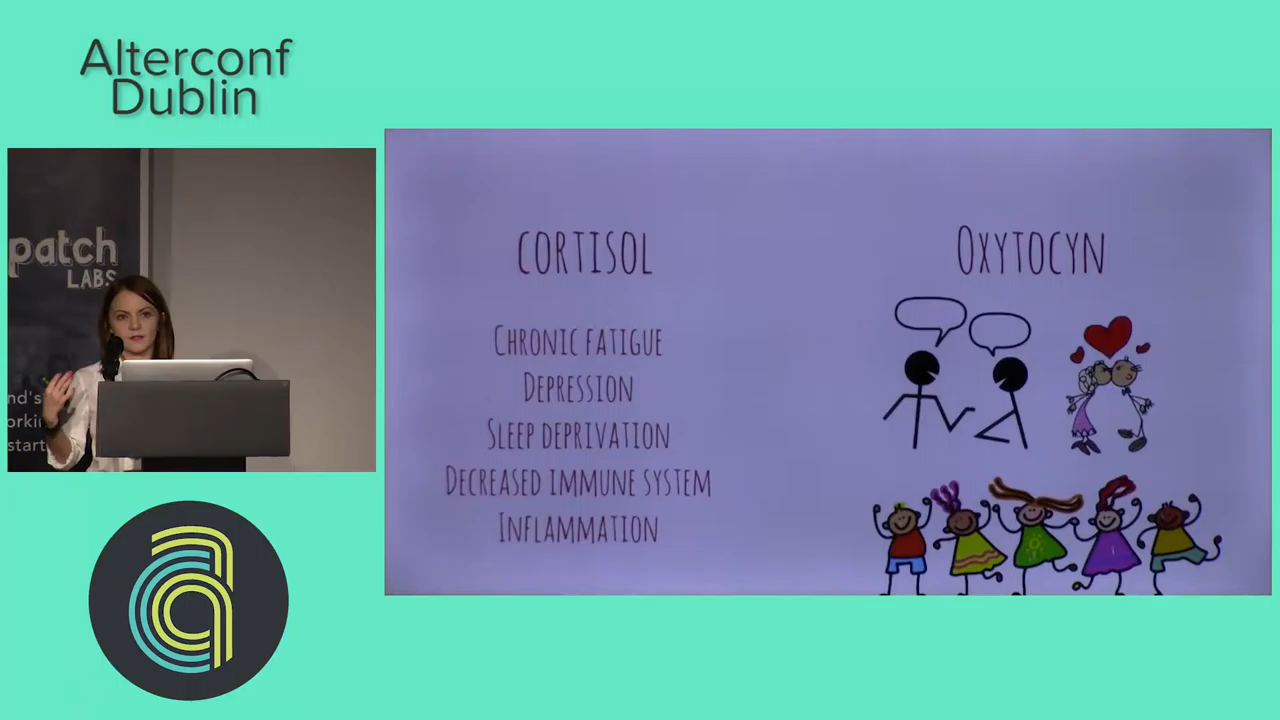 Alterconf
Dublin
patch
LABS
nd's
orkin
start
CORTISOL
CHRONIC FATIGUE
DEPRESSION
SLEEP DEPRIVATION
DECREASED IMMUNE SYSTEM
INFLAMMATION
OXYTOCYN